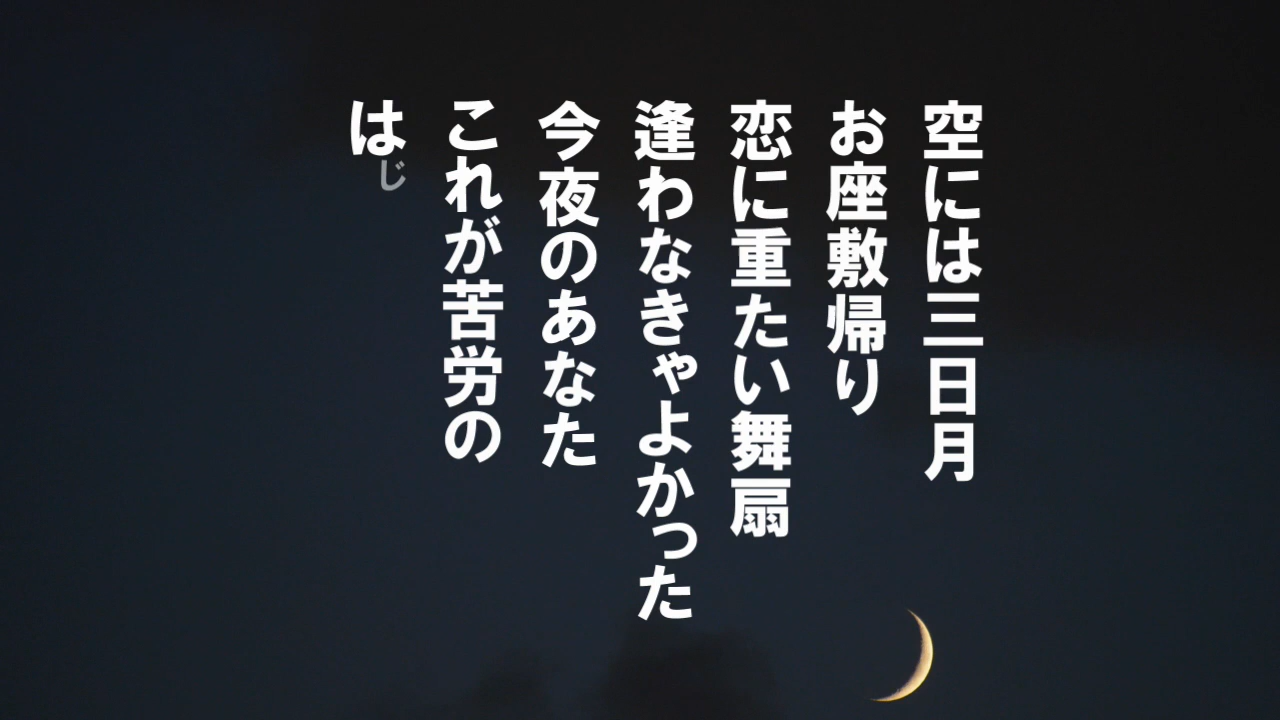 空には三日月
お座敷帰り
恋に重たい舞扇
逢わなきゃよかった
今夜のあなた
これが苦労の
はじ